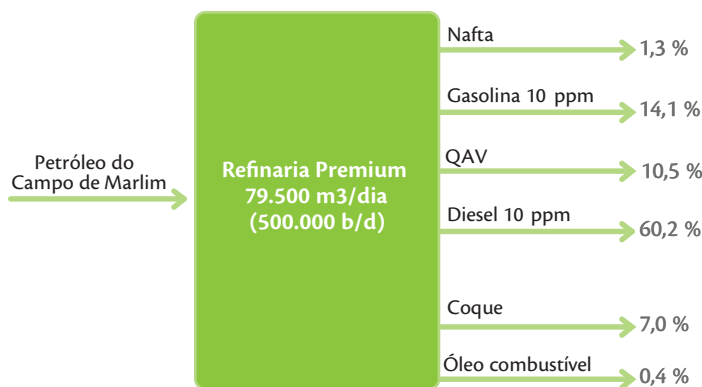 Petróleo do
Campo de Marlim
Refinaria Premium
79.500 m3/dia
(500.000 b/d)
Nafta
1,3 %
Gasolina 10 ppm
14,1 %
QAV
10,5 %
Diesel 10 ppm
60,2 %
Coque
7,0 %
Óleo combustível
0,4 %